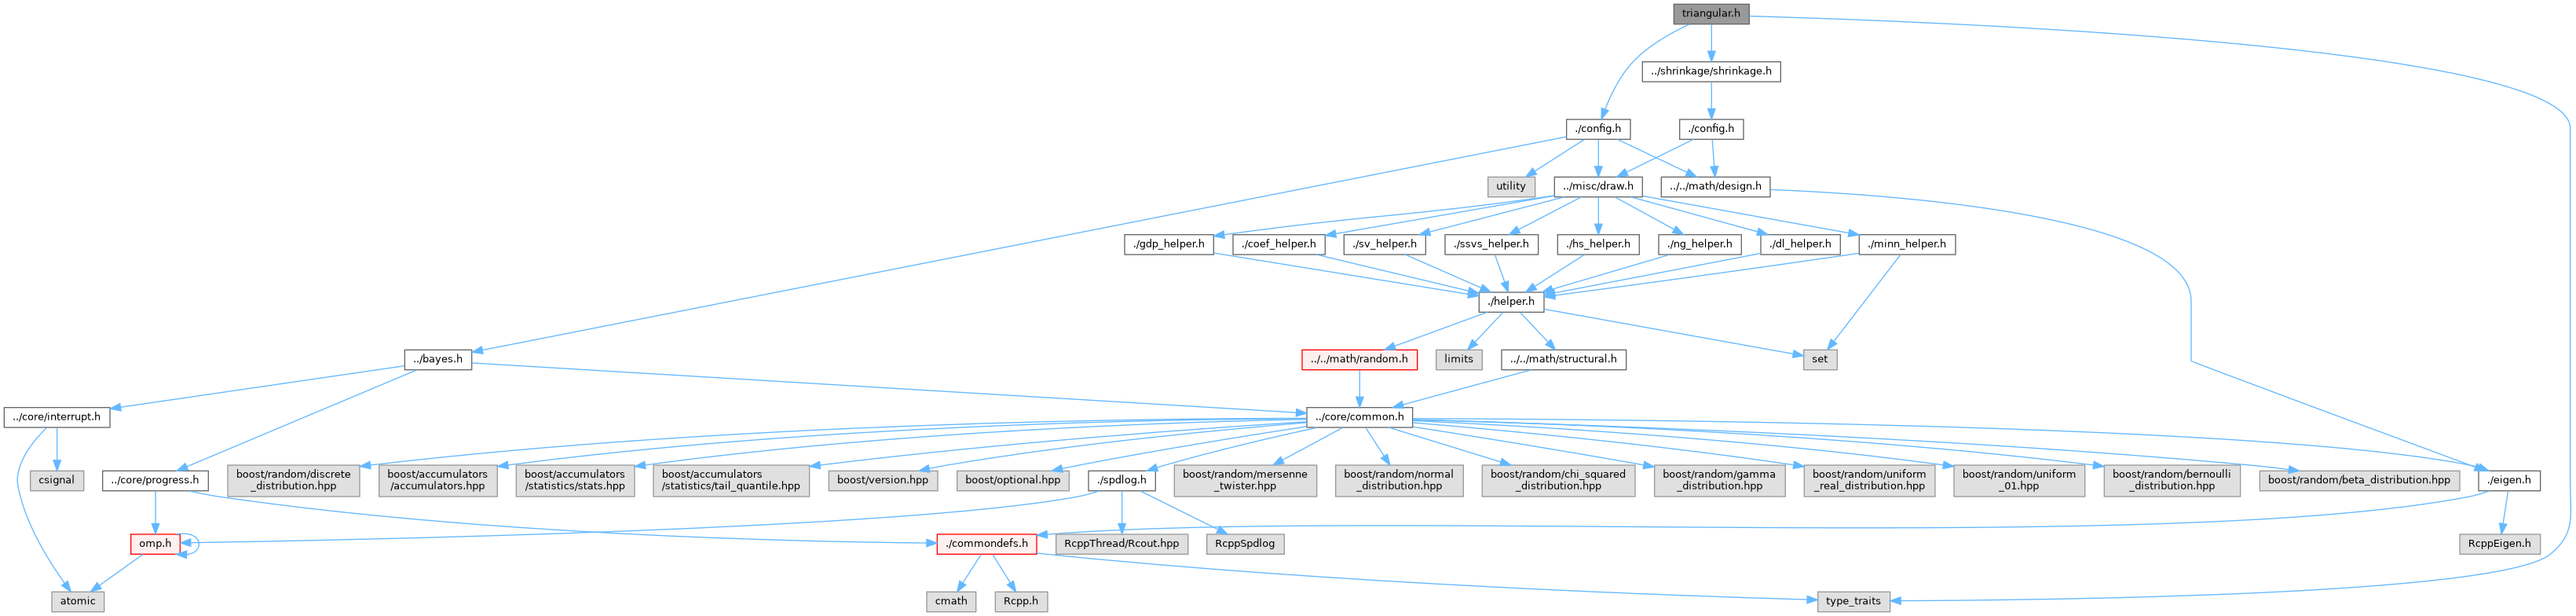 triangular.h
../shrinkage/shrinkage.h
./config.h
./config.h
utility
../misc/draw.h
../../math/design.h
./gdp_helper.h
./coef_helper.h
./sv_helper.h
./ssvs_helper.h
./hs_helper.h
./ng_helper.h
./dl_helper.h
./minn_helper.h
./helper.h
../bayes.h
../../math/random.h
limits
../../math/structural.h
set
../core/interrupt.h
../core/common.h
csignal
../core/progress.h
boost/random/discrete
_distribution.hpp
boost/accumulators
/accumulators.hpp
boost/accumulators
/statistics/stats.hpp
boost/accumulators
/statistics/tail_quantile.hpp
boost/version.hpp
boost/optional.hpp
./spdlog.h
boost/random/mersenne
_twister.hpp
boost/random/normal
_distribution.hpp
boost/random/chi_squared
_distribution.hpp
boost/random/gamma
_distribution.hpp
boost/random/uniform
_real_distribution.hpp
boost/random/uniform
_01.hpp
boost/random/bernoulli
_distribution.hpp
boost/random/beta_distribution.hpp
./eigen.h
omp.h
./commondefs.h
RcppThread/Rcout.hpp
RcppSpdlog
RcppEigen.h
atomic
cmath
Rcpp.h
type_traits